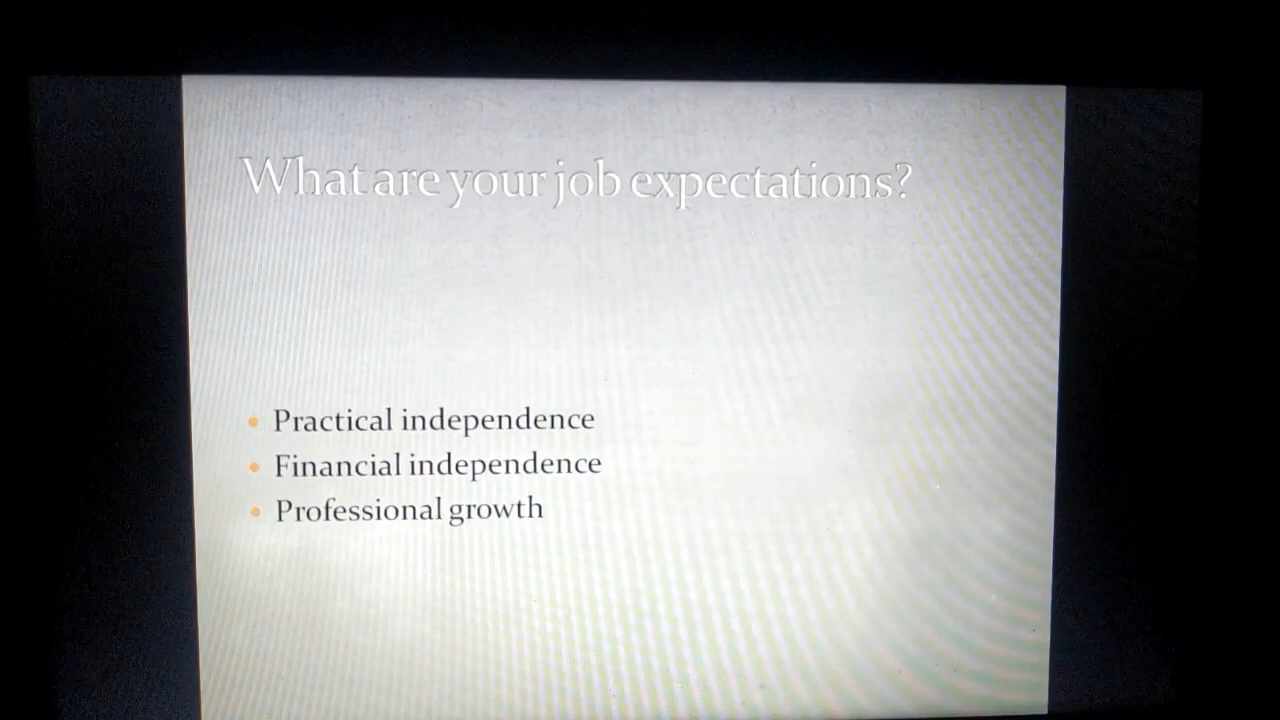 What are your job expectations?
Practical independence
Financial independence
Professional growth